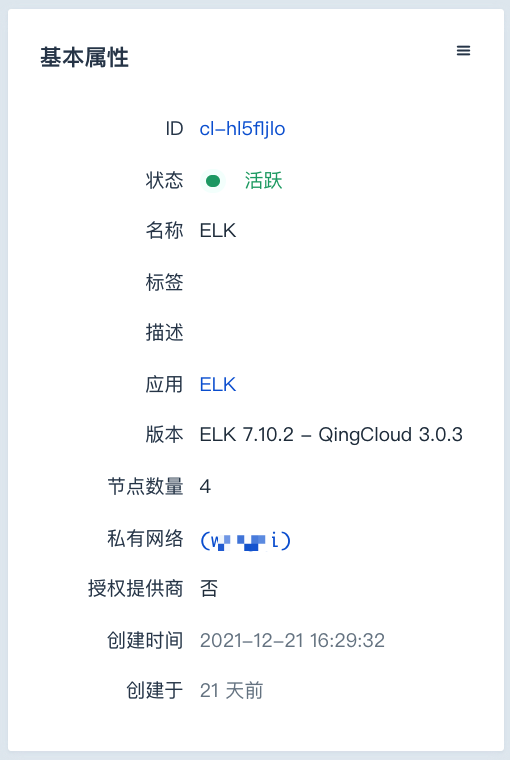 基本属性
ID cl-hl5fljlo
状态 活跃
名称 ELK
标签
描述
应用 ELK
版本 ELK 7.10.2 - QingCloud 3.0.3
节点数量 4
私有网络
授权提供商 否
创建时间 2021-12-21 16:29:32
创建于 21 天前